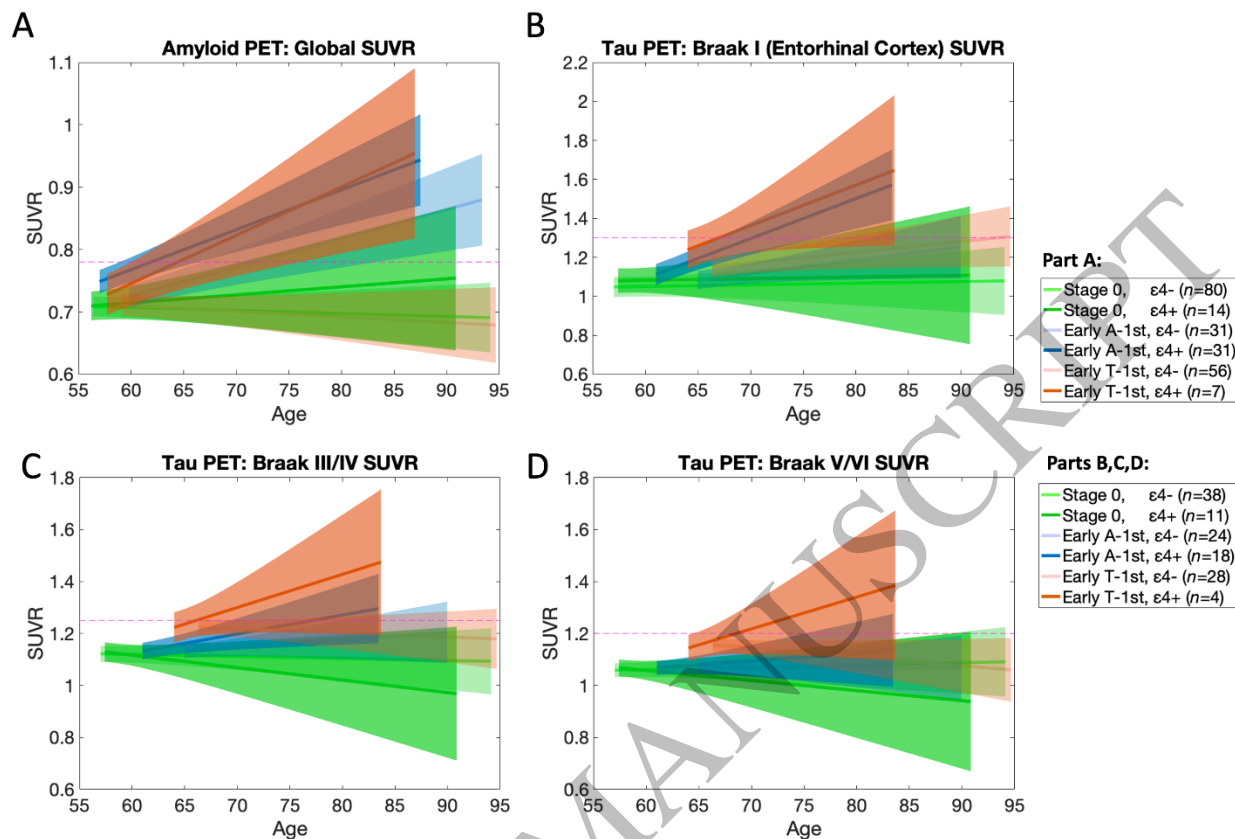 A
Amyloid PET: Global SUVR
1.1
1
0.9
0.8
0.7
0.6
SUVR
55 60 65 70 75 80 85 90 95
Age
B
Tau PET: Braak I (Entorhinal Cortex) SUVR
2.2
2
1.8
1.6
1.4
1.2
1
0.8
0.6
SUVR
55 60 65 70 75 80 85 90 95
Age
Part A:
Stage 0, ε4- (n=80)
Stage 0, ε4+ (n=14)
Early A-1st, ε4- (n=31)
Early A-1st, ε4+ (n=31)
Early T-1st, ε4- (n=56)
Early T-1st, ε4+ (n=7)
C
Tau PET: Braak III/IV SUVR
1.8
1.6
1.4
1.2
1
0.8
0.6
SUVR
55 60 65 70 75 80 85 90 95
Age
D
Tau PET: Braak V/VI SUVR
1.8
1.6
1.4
1.2
1
0.8
0.6
SUVR
55 60 65 70 75 80 85 90 95
Age
Parts B,C,D:
Stage 0, ε4- (n=38)
Stage 0, ε4+ (n=11)
Early A-1st, ε4- (n=24)
Early A-1st, ε4+ (n=18)
Early T-1st, ε4- (n=28)
Early T-1st, ε4+ (n=4)
MANUSCRIPT